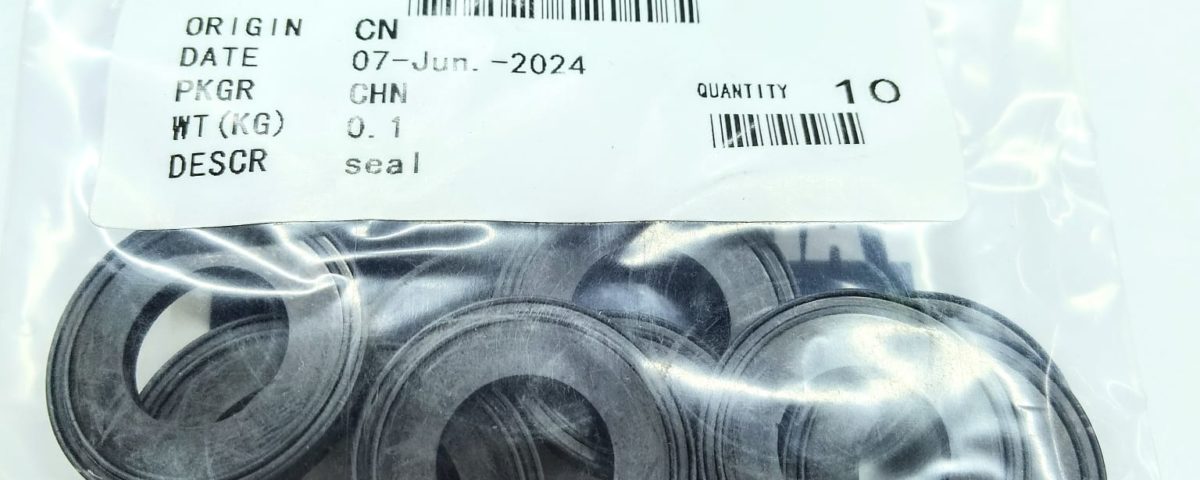 ORIGIN CN
DATE 07-Jun.-2024
PKGR CHN
QUANTITY 10
WT(KG) 0.1
DESCR seal